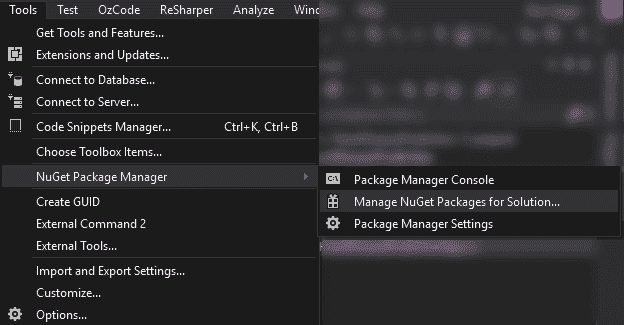 Tools Test OzCode ReSharper Analyze Wind
Get Tools and Features...
Extensions and Updates...
Connect to Database...
Connect to Server...
Code Snippets Manager... Ctrl+K, Ctrl+B
Choose Toolbox Items...
NuGet Package Manager
C:\ Package Manager Console
Manage NuGet Packages for Solution...
Package Manager Settings
Create GUID
External Command 2
External Tools...
Import and Export Settings...
Customize...
Options...